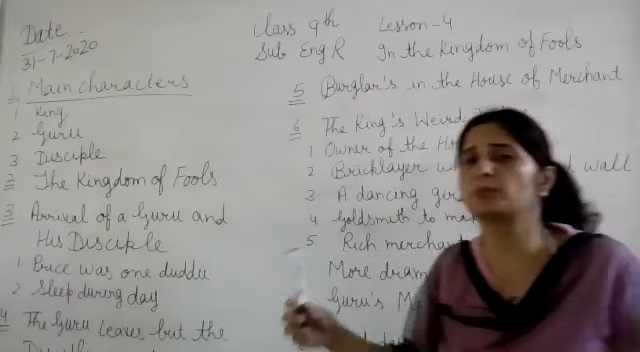 Date
31-7-2020
Class 9th Lesson-4
Sub Eng R In the Kingdom of Fools
1 Main characters
1 King
2 Guru
3 Disciple
2 The Kingdom of Fools
3 Arrival of a Guru and
His Disciple
1 Price was one duddu
2 Sleep during day
4 The Guru leaves but the
5 Burglar's in the House of Merchant
6 The King's Weird
1 Owner of the
2 Bricklayer wall
3 A dancing
4 Goldsmith to
5. Rich merchant
More
Guru's